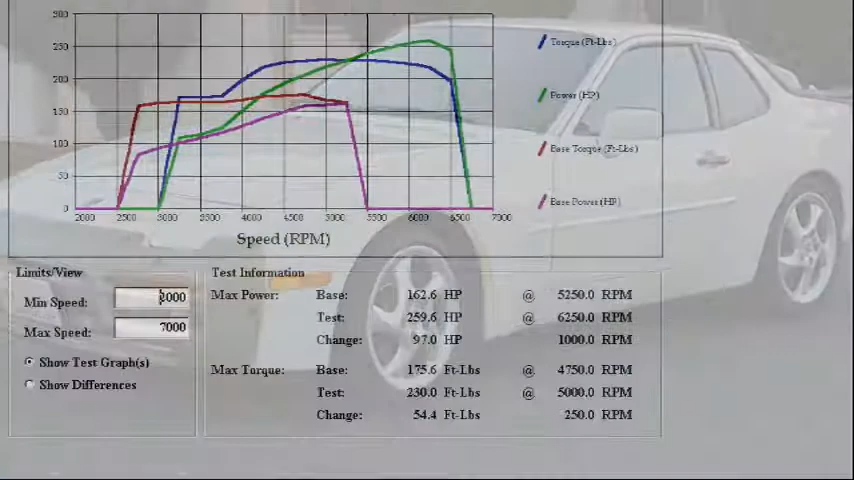 300
250
Torque (Ft-Lbs)
200
Power (HP)
150
Base Torque (Ft-Lbs)
100
50
Base Power (HP)
0
2000 2500 3000 3500 4000 4500 5000 5500 6000 6500 7000
Speed (RPM)
Limits/View
Min Speed: 2000
Max Speed: 7000
Show Test Graph(s)
Show Differences
Test Information
Max Power: Base: 162.6 HP @ 5250.0 RPM
Test: 259.6 HP @ 6250.0 RPM
Change: 97.0 HP 1000.0 RPM
Max Torque: Base: 175.6 Ft-Lbs @ 4750.0 RPM
Test: 230.0 Ft-Lbs @ 5000.0 RPM
Change: 54.4 Ft-Lbs 250.0 RPM